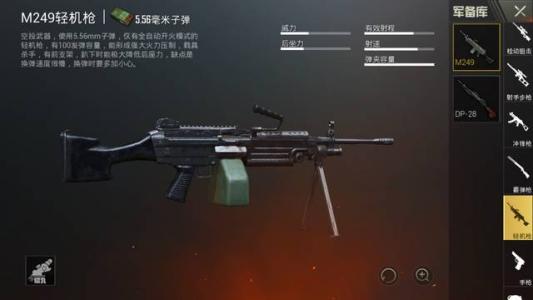 M249轻机枪
5.56毫米子弹
空投武器，使用5.56mm子弹，仅有全自动开火模式的
轻机枪，有100发弹容量，能形成强大火力压制，载具
杀手，有前支架，趴下时能极大降低后座力，缺点是
换弹速度很慢，换弹时要多加小心。
威力
后坐力
有效射程
射速
弹夹容量
军备库
M249
DP-28
栓动狙击
射手步枪
冲锋枪
霰弹枪
轻机枪
手枪